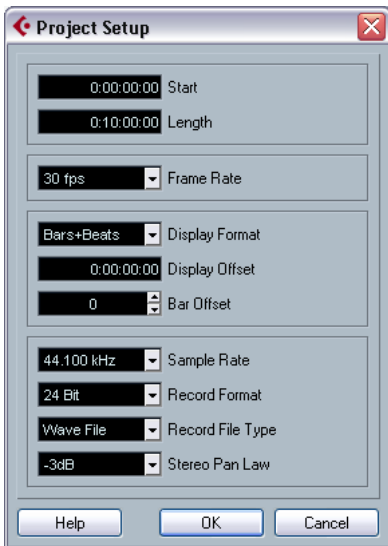 Project Setup
0:00:00:00 Start
0:10:00:00 Length
30 fps Frame Rate
Bars+Beats Display Format
0:00:00:00 Display Offset
0 Bar Offset
44.100 kHz Sample Rate
24 Bit Record Format
Wave File Record File Type
-3dB Stereo Pan Law
Help OK Cancel